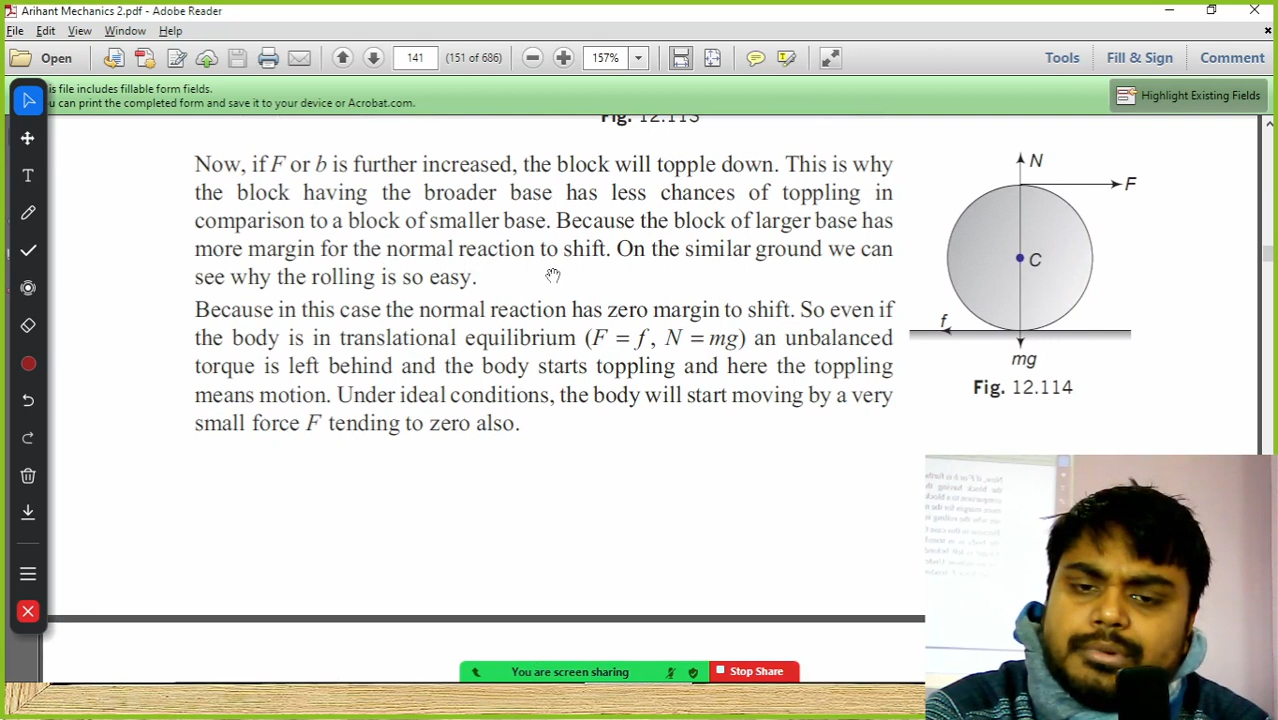 Arihant Mechanics 2.pdf - Adobe Reader
File Edit View Window Help
Open 141 (151 of 686) 157% Tools Fill & Sign Comment
is file includes fillable form fields.
u can print the completed form and save it to your device or Acrobat.com.
Highlight Existing Fields
Fig. 12.113
Now, if F or b is further increased, the block will topple down. This is why
the block having the broader base has less chances of toppling in
comparison to a block of smaller base. Because the block of larger base has
more margin for the normal reaction to shift. On the similar ground we can
see why the rolling is so easy.
Because in this case the normal reaction has zero margin to shift. So even if
the body is in translational equilibrium (F = f, N = mg) an unbalanced
torque is left behind and the body starts toppling and here the toppling
means motion. Under ideal conditions, the body will start moving by a very
small force F tending to zero also.
N
F
C
f
mg
Fig. 12.114
T
You are screen sharing
Stop Share